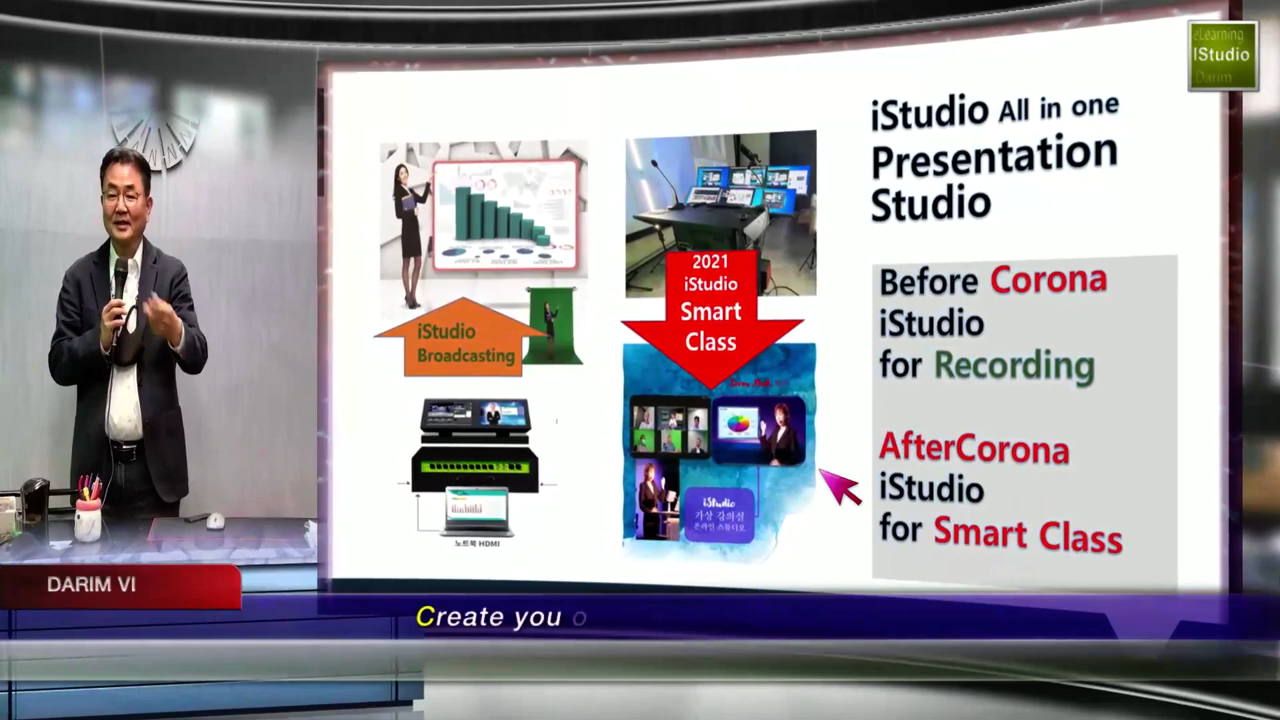 eLearning
IStudio
Darim
iStudio All in one
Presentation
Studio
2021
iStudio
Smart
Class
iStudio
Broadcasting
Before Corona
iStudio
for Recording
AfterCorona
iStudio
for Smart Class
iStudio
가상 강의실
온라인 스튜디오
노트북 HDMI
DARIM VI
Create you o